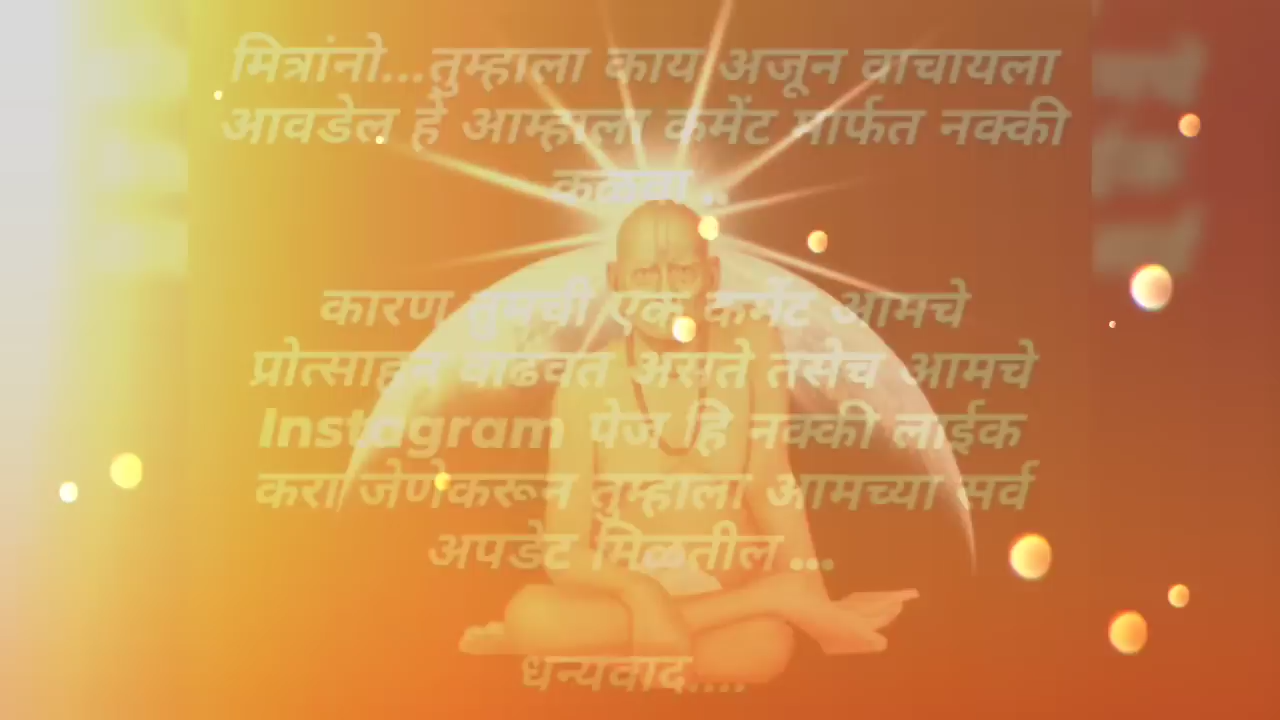 मित्रांनो...तुम्हाला काय अजून वाचायला
आवडेल हे आम्हाला कमेंट मार्फत नक्की
कळवा...
कारण तुमची एक कमेंट आमचे
प्रोत्साहन वाढवत असते तसेच आमचे
Instagram पेज हि नक्की लाईक
करा जेणेकरून तुम्हाला आमच्या सर्व
अपडेट मिळतील ...
धन्यवाद....